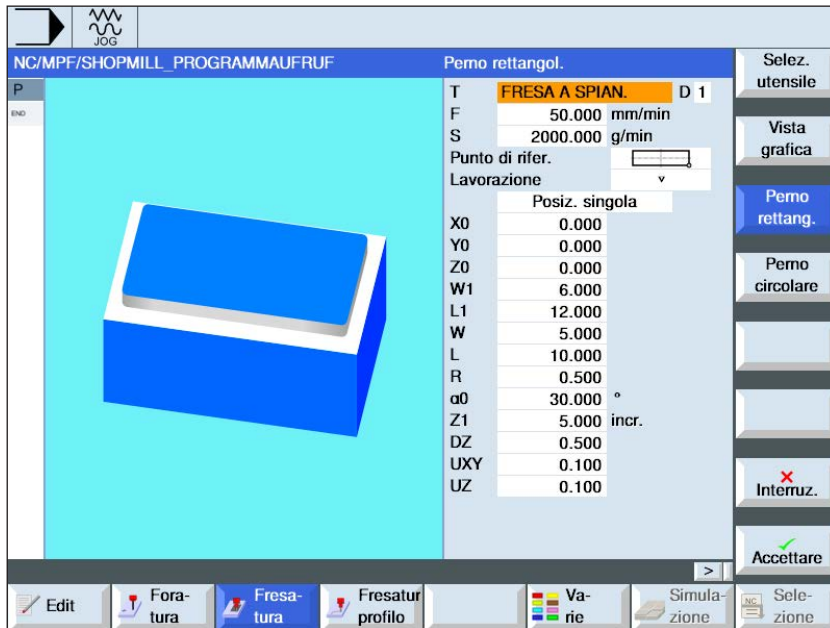 JOG
NC/MPF/SHOPMILL_PROGRAMMAUFRUF
Perno rettangol.
P
END
T FRESA A SPIAN. D 1
F 50.000 mm/min
S 2000.000 g/min
Punto di rifer.
Lavorazione v
Posiz. singola
X0 0.000
Y0 0.000
Z0 0.000
W1 6.000
L1 12.000
W 5.000
L 10.000
R 0.500
α0 30.000 °
Z1 5.000 incr.
DZ 0.500
UXY 0.100
UZ 0.100
>
Selez.
utensile
Vista
grafica
Perno
rettang.
Perno
circolare
Interruz.
Accettare
Edit
Fora-
tura
Fresa-
tura
Fresatur
profilo
Va-
rie
Simula-
zione
NC
Sele-
zione